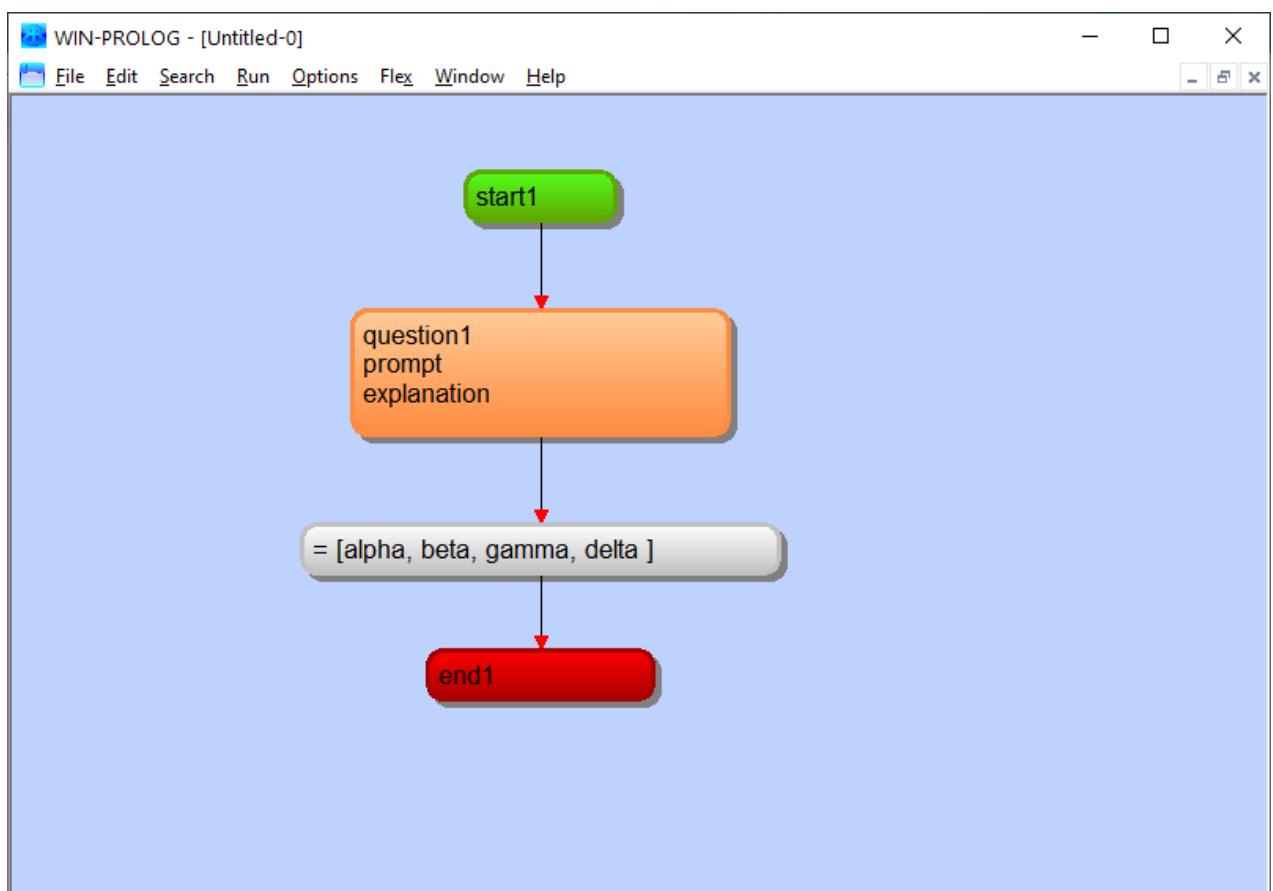 WIN-PROLOG - [Untitled-0]
File Edit Search Run Options Flex Window Help
start1
question1
prompt
explanation
= [alpha, beta, gamma, delta ]
end1